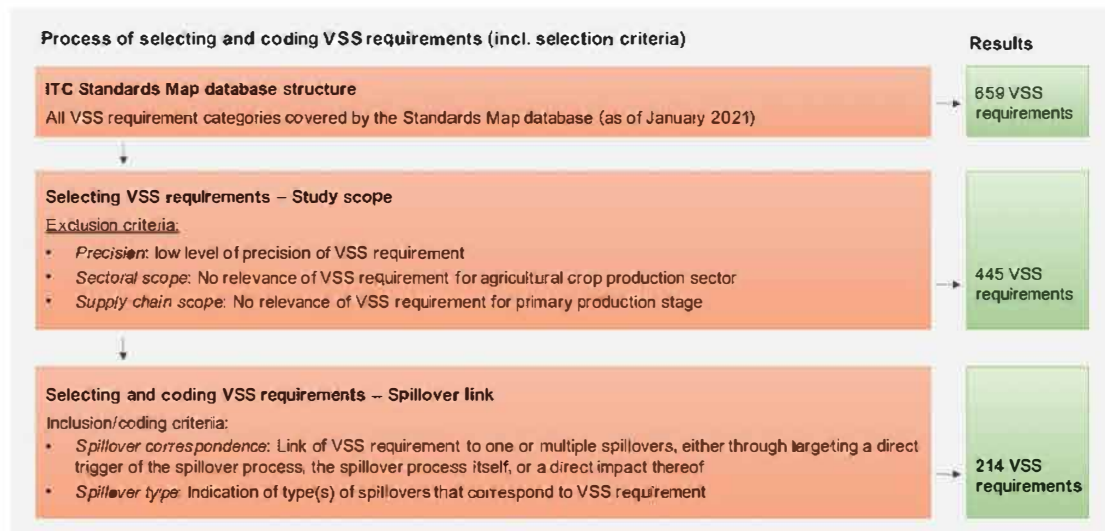 Process of selecting and coding VSS requirements (incl. selection criteria)
Results
ITC Standards Map database structure
All VSS requirement categories covered by the Standards Map database (as of January 2021)
659 VSS
requirements
Selecting VSS requirements – Study scope
Exclusion criteria:
• Precision: low level of precision of VSS requirement
• Sectoral scope: No relevance of VSS requirement for agricultural crop production sector
• Supply chain scope: No relevance of VSS requirement for primary production stage
445 VSS
requirements
Selecting and coding VSS requirements – Spillover link
Inclusion/coding criteria:
• Spillover correspondence: Link of VSS requirement to one or multiple spillovers, either through targeting a direct
trigger of the spillover process, the spillover process itself, or a direct impact thereof
• Spillover type: Indication of type(s) of spillovers that correspond to VSS requirement
214 VSS
requirements